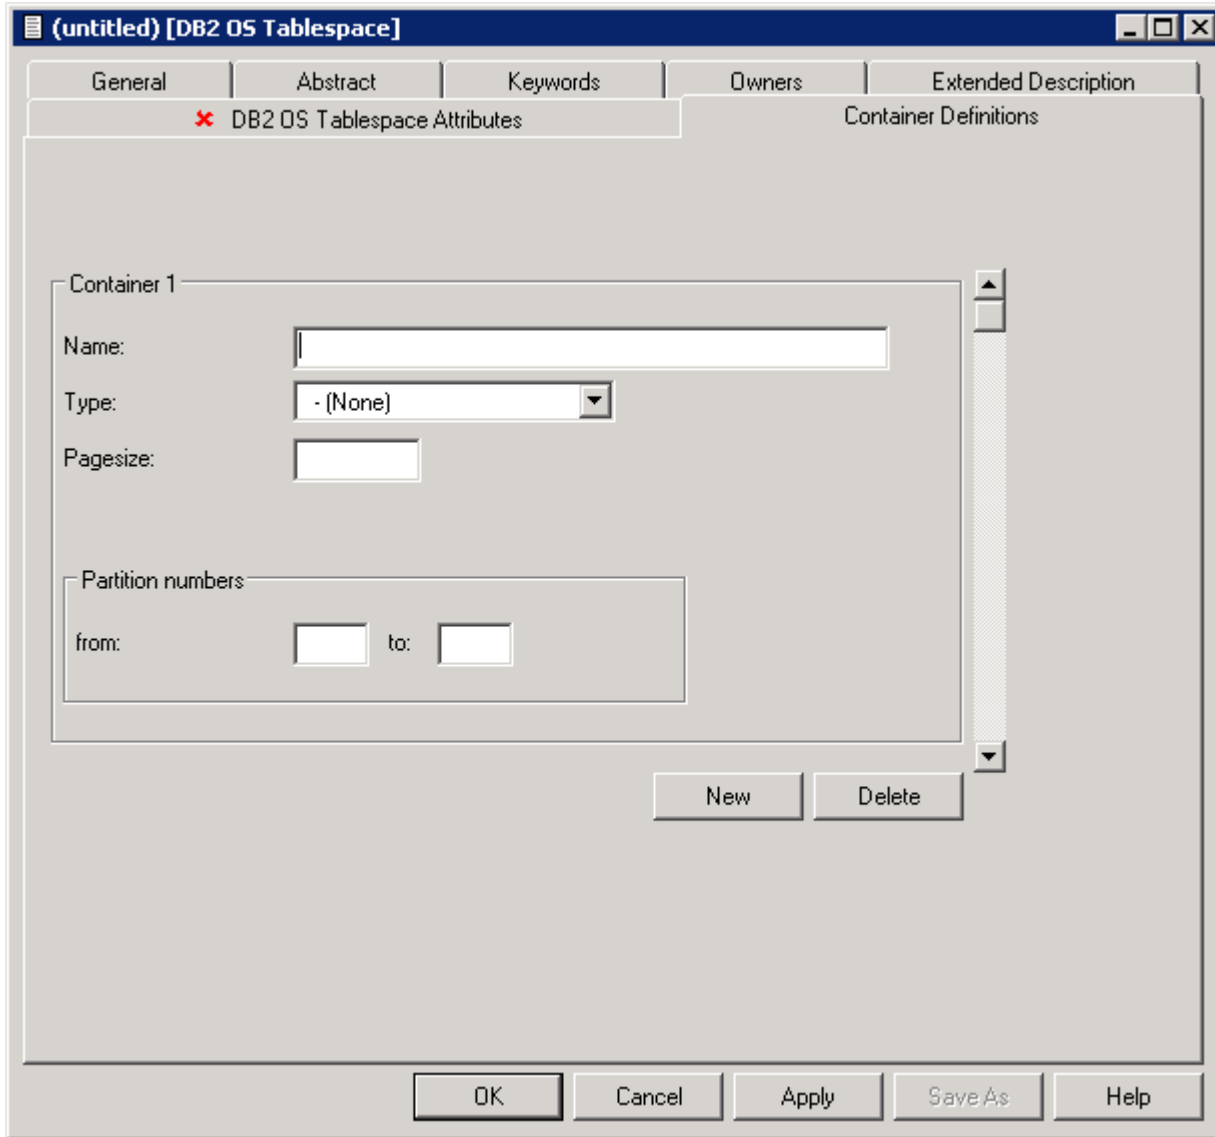 (untitled) [DB2 OS Tablespace]
General Abstract Keywords Owners Extended Description
DB2 OS Tablespace Attributes Container Definitions
Container 1
Name:
Type: - (None)
Pagesize:
Partition numbers
from: to:
New Delete
OK Cancel Apply Save As Help